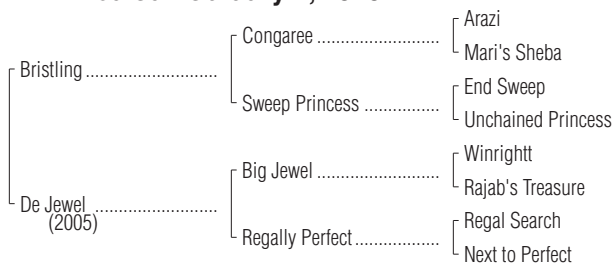 Arazi
Congaree ................................
Mari's Sheba
Bristling ...................................
End Sweep
Sweep Princess ....................
Unchained Princess
Winrightt
Big Jewel .................................
Rajab's Treasure
De Jewel .................................
(2005)
Regal Search
Regally Perfect ......................
Next to Perfect